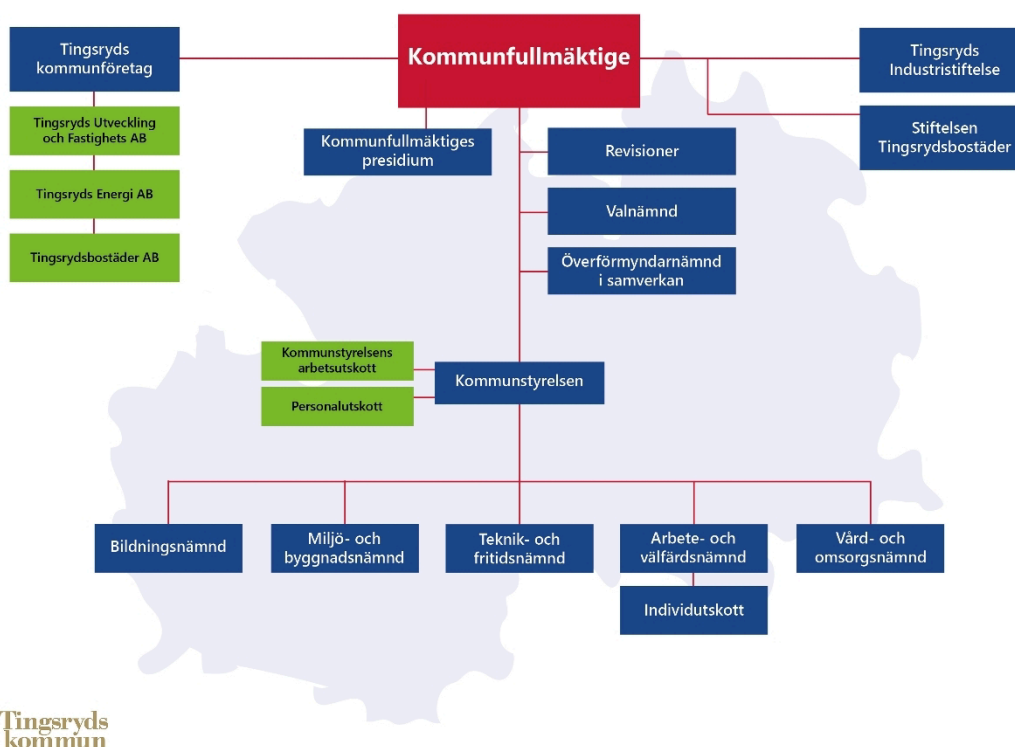 Tingsryds
kommunföretag
Kommunfullmäktige
Tingsryds
Industristiftelse
Tingsryds Utveckling
och Fastighets AB
Kommunfullmäktiges
presidium
Revisioner
Stiftelsen
Tingsrydsbostäder
Tingsryds Energi AB
Valnämnd
Tingsrydsbostäder AB
Överförmyndarnämnd
i samverkan
Kommunstyrelsens
arbetsutskott
Kommunstyrelsen
Personalutskott
Bildningsnämnd
Miljö- och
byggnadsnämnd
Teknik- och
fritidsnämnd
Arbete- och
välfärdsnämnd
Vård- och
omsorgsnämnd
Individutskott
Tingsryds
kommun